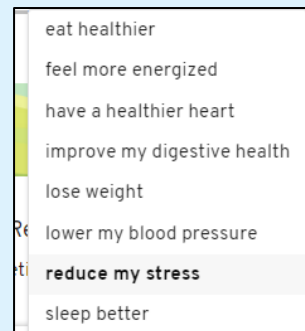 eat healthier
feel more energized
have a healthier heart
improve my digestive health
lose weight
lower my blood pressure
reduce my stress
sleep better